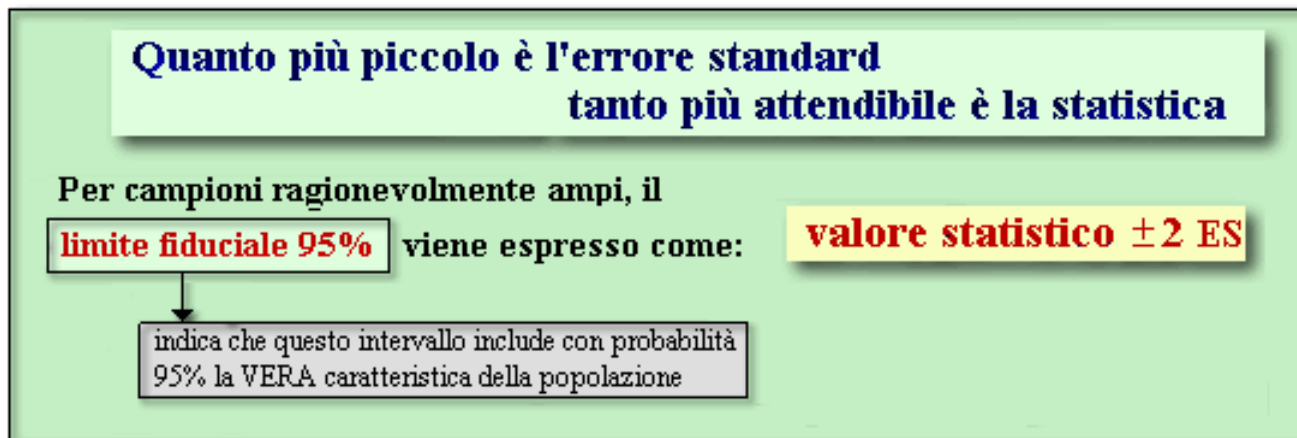 Quanto più piccolo è l'errore standard
tanto più attendibile è la statistica
Per campioni ragionevolmente ampi, il
limite fiduciale 95% viene espresso come:
valore statistico ±2 ES
indica che questo intervallo include con probabilità
95% la VERA caratteristica della popolazione